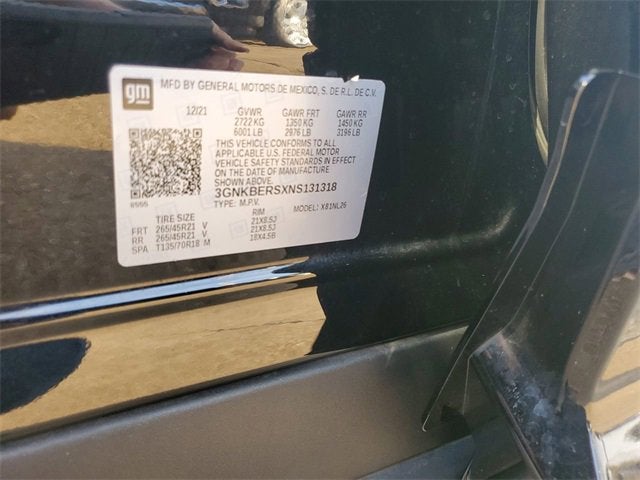 gm
MFD BY GENERAL MOTORS DE MEXICO, S. DE R.L. DE C.V.
12/21 GVWR GAWR FRT GAWR RR
2722 KG 1350 KG 1450 KG
6001 LB 2976 LB 3196 LB
THIS VEHICLE CONFORMS TO ALL
APPLICABLE U.S. FEDERAL MOTOR
VEHICLE SAFETY STANDARDS IN EFFECT
ON THE DATE OF MANUFACTURE
SHOWN ABOVE.
3GNKBERSXNS131318
TYPE: M.P.V. MODEL: X81NL26
TIRE SIZE RIM
FRT 265/45R21 V 21X8.5J
RR 265/45R21 V 21X8.5J
SPA T135/70R18 M 18X4.5B